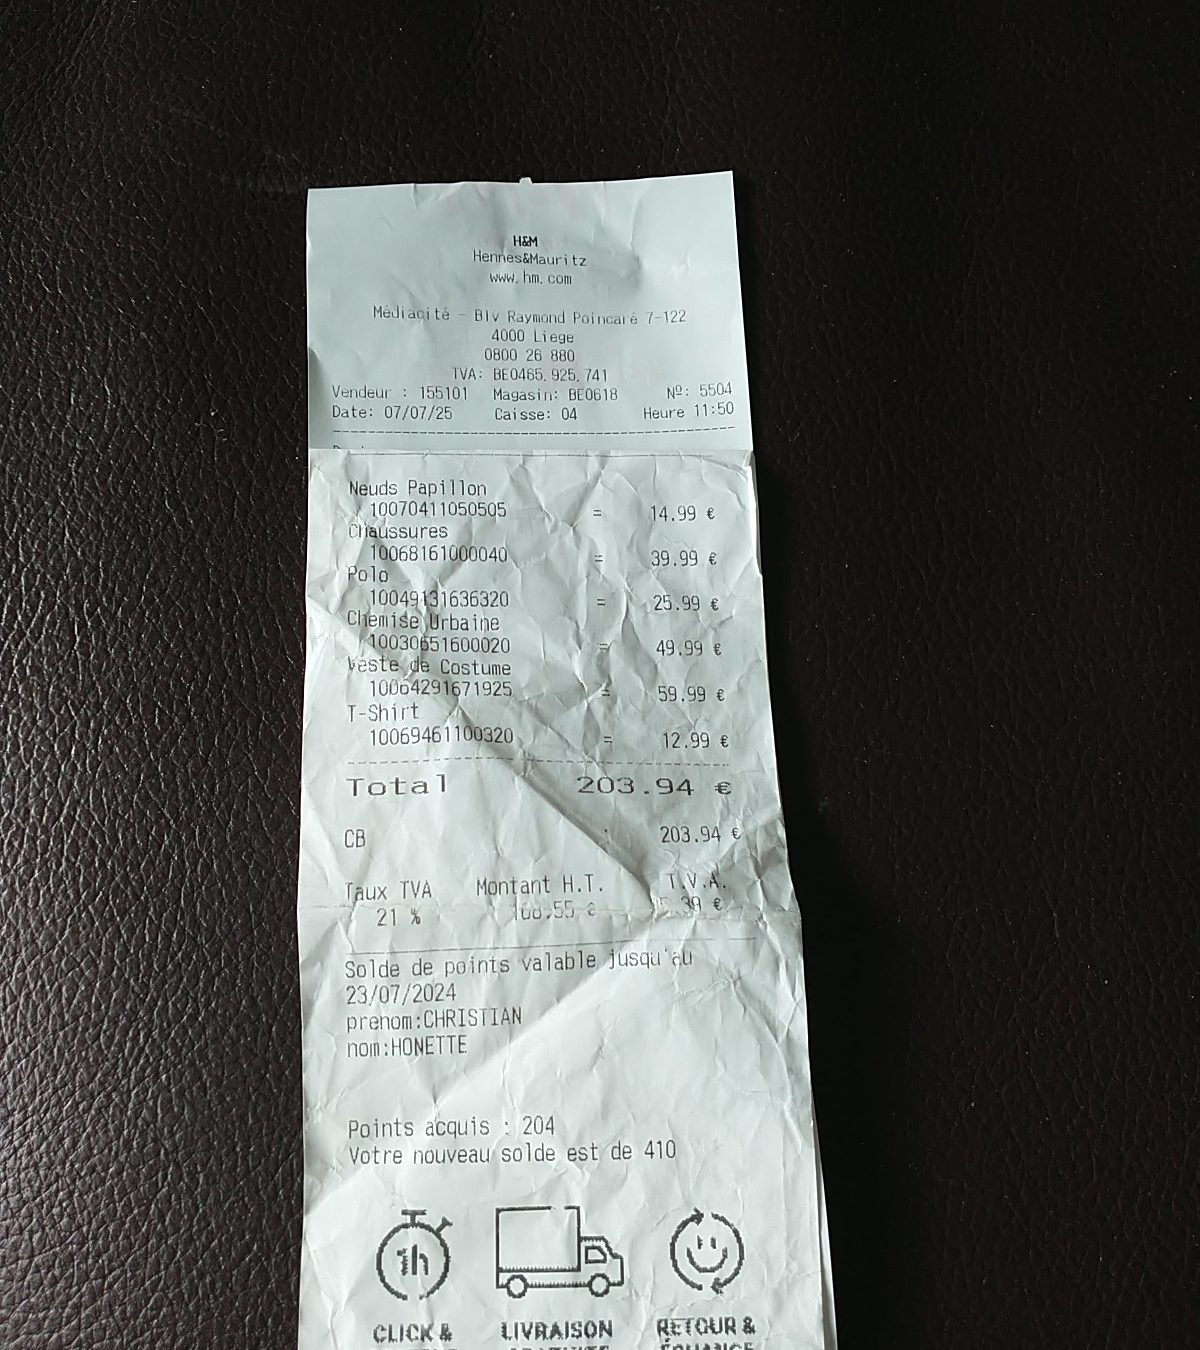 H&M
Hennes&Mauritz
www.hm.com
Médiacité - Blv Raymond Poincaré 7-122
4000 Liege
0800 26 880
TVA: BE0465.925.741
Vendeur : 155101 Magasin: BE0618 Nº: 5504
Date: 07/07/25 Caisse: 04 Heure 11:50
Neuds Papillon
10070411050505 = 14.99 €
Chaussures
10068161000040 = 39.99 €
Polo
10049131636320 = 25.99 €
Chemise Urbaine
10030651600020 = 49.99 €
Veste de Costume
10064291671925 = 59.99 €
T-Shirt
10069461100320 = 12.99 €
Total 203.94 €
CB : 203.94 €
Taux TVA Montant H.T. T.V.A.
21 %
Solde de points valable jusqu'au
23/07/2024
prenom:CHRISTIAN
nom:HONETTE
Points acquis : 204
Votre nouveau solde est de 410
1h
CLICK & LIVRAISON RETOUR &